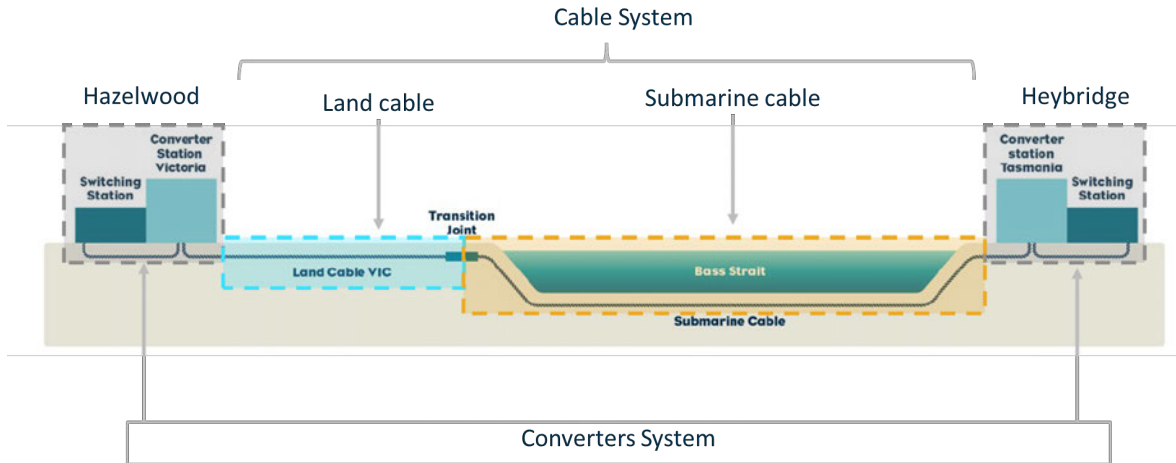 Cable System
Hazelwood
Land cable
Submarine cable
Heybridge
Converter
Station
Victoria
Switching
Station
Transition
Joint
Converter
station
Tasmania
Switching
Station
Land Cable VIC
Bass Strait
Submarine Cable
Converters System